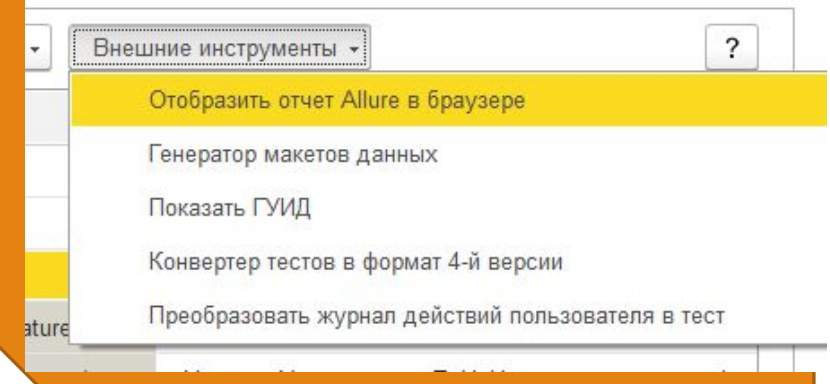 Внешние инструменты
?
Отобразить отчет Allure в браузере
Генератор макетов данных
Показать ГУИД
Конвертер тестов в формат 4-й версии
Преобразовать журнал действий пользователя в тест
ature